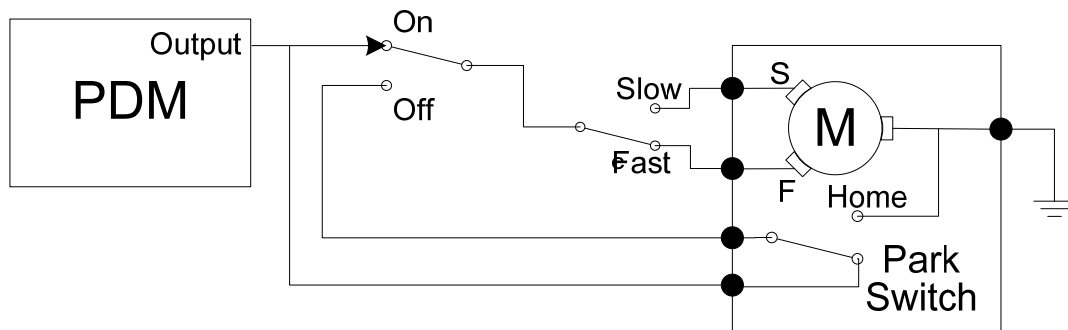 On
Output
PDM
Off
Slow
Fast
S
M
F
Home
Park
Switch